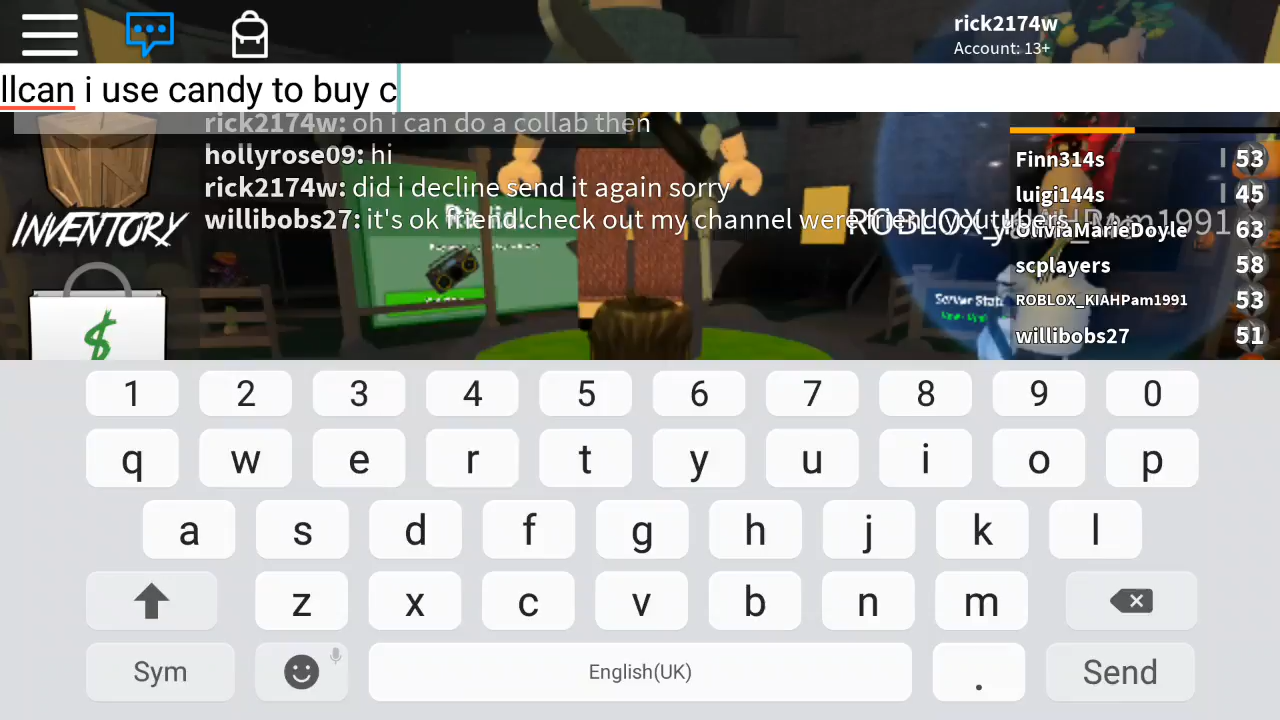 rick2174w
Account: 13+
llcan i use candy to buy c
rick2174w: oh i can do a collab then
hollyrose09: hi
rick2174w: did i decline send it again sorry
willibobs27: it's ok friend.check out my channel were friend youtubers
INVENTORY
$
Finn314s 53
luigi144s 45
OliviaMarieDoyle 63
scplayers 58
ROBLOX_KIAHPam1991 53
willibobs27 51
1 2 3 4 5 6 7 8 9 0
q w e r t y u i o p
a s d f g h j k l
z x c v b n m
Sym English(UK) . Send